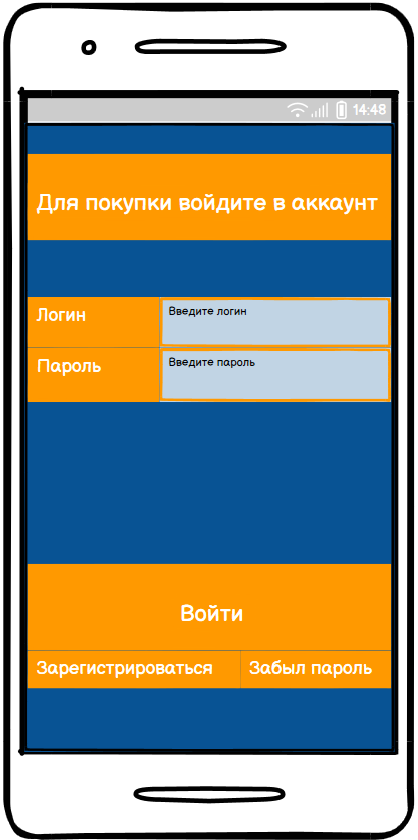 14:48
Для покупки войдите в аккаунт
Логин
Введите логин
Пароль
Введите пароль
Войти
Зарегистрироваться
Забыл пароль